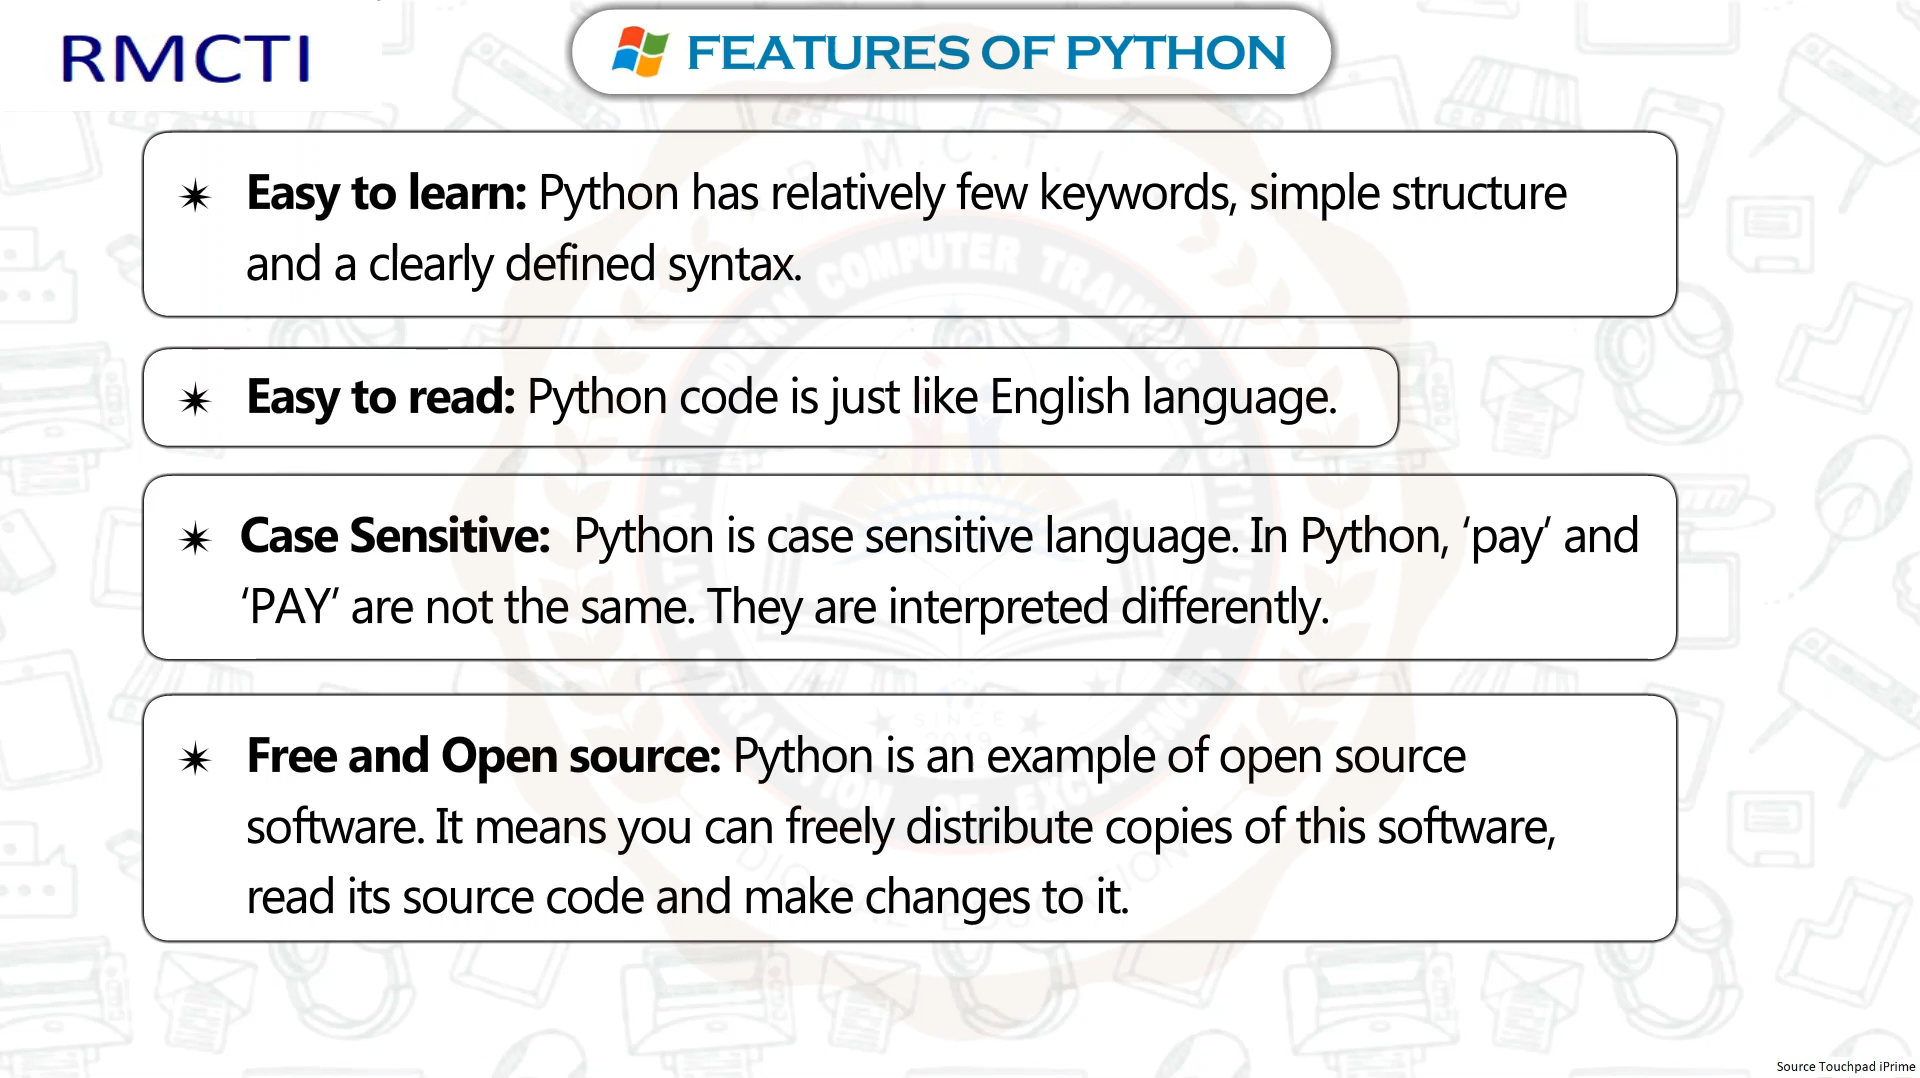 RMCTI
FEATURES OF PYTHON
✴ Easy to learn: Python has relatively few keywords, simple structure
and a clearly defined syntax.
✴ Easy to read: Python code is just like English language.
✴ Case Sensitive: Python is case sensitive language. In Python, ‘pay’ and
‘PAY’ are not the same. They are interpreted differently.
✴ Free and Open source: Python is an example of open source
software. It means you can freely distribute copies of this software,
read its source code and make changes to it.
R.M.C.T.I
SINCE
2019
DIGITAL EDUCATION
Source Touchpad iPrime